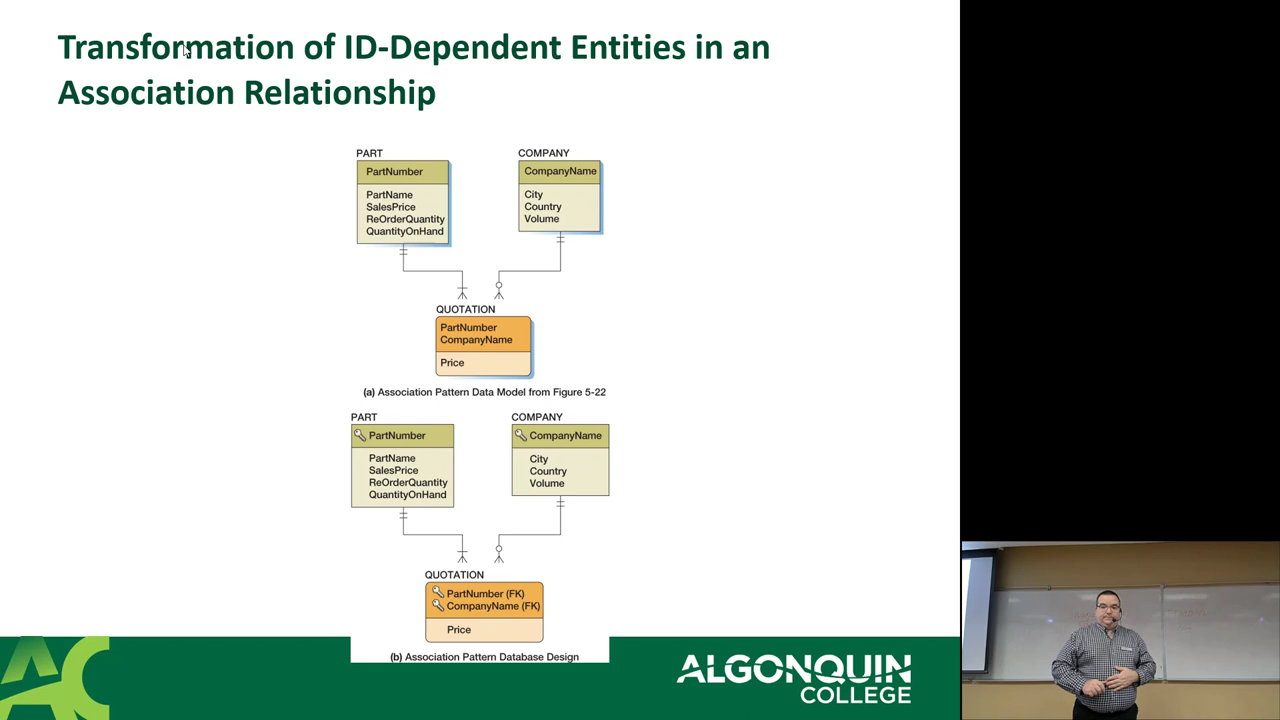 Transformation of ID-Dependent Entities in an
Association Relationship
PART
PartNumber
PartName
SalesPrice
ReOrderQuantity
QuantityOnHand
COMPANY
CompanyName
City
Country
Volume
QUOTATION
PartNumber
CompanyName
Price
(a) Association Pattern Data Model from Figure 5-22
PART
PartNumber
PartName
SalesPrice
ReOrderQuantity
QuantityOnHand
COMPANY
CompanyName
City
Country
Volume
QUOTATION
PartNumber (FK)
CompanyName (FK)
Price
(b) Association Pattern Database Design
AC
ALGONQUIN
COLLEGE